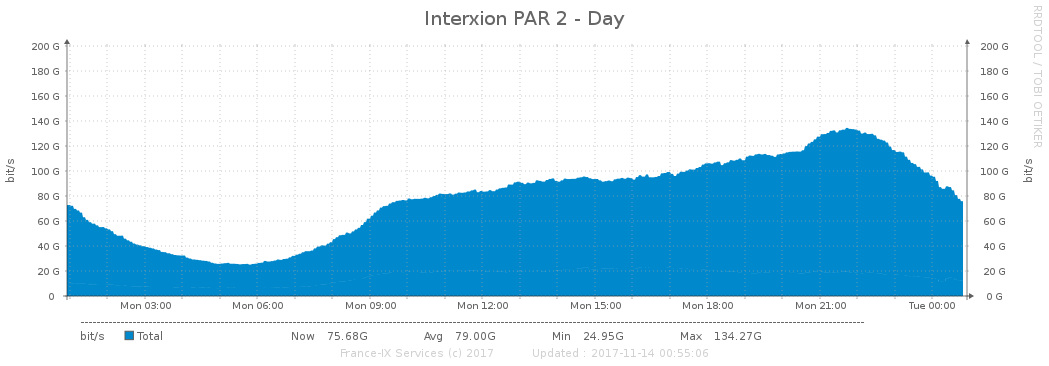 Interxion PAR 2 - Day
RRDTOOL / TOBI OETIKER
bit/s
bit/s
200 G 200 G
180 G 180 G
160 G 160 G
140 G 140 G
120 G 120 G
100 G 100 G
80 G 80 G
60 G 60 G
40 G 40 G
20 G 20 G
0 0 G
Mon 03:00 Mon 06:00 Mon 09:00 Mon 12:00 Mon 15:00 Mon 18:00 Mon 21:00 Tue 00:00
bit/s Total Now 75.68G Avg 79.00G Min 24.95G Max 134.27G
France-IX Services (c) 2017 Updated : 2017-11-14 00:55:06